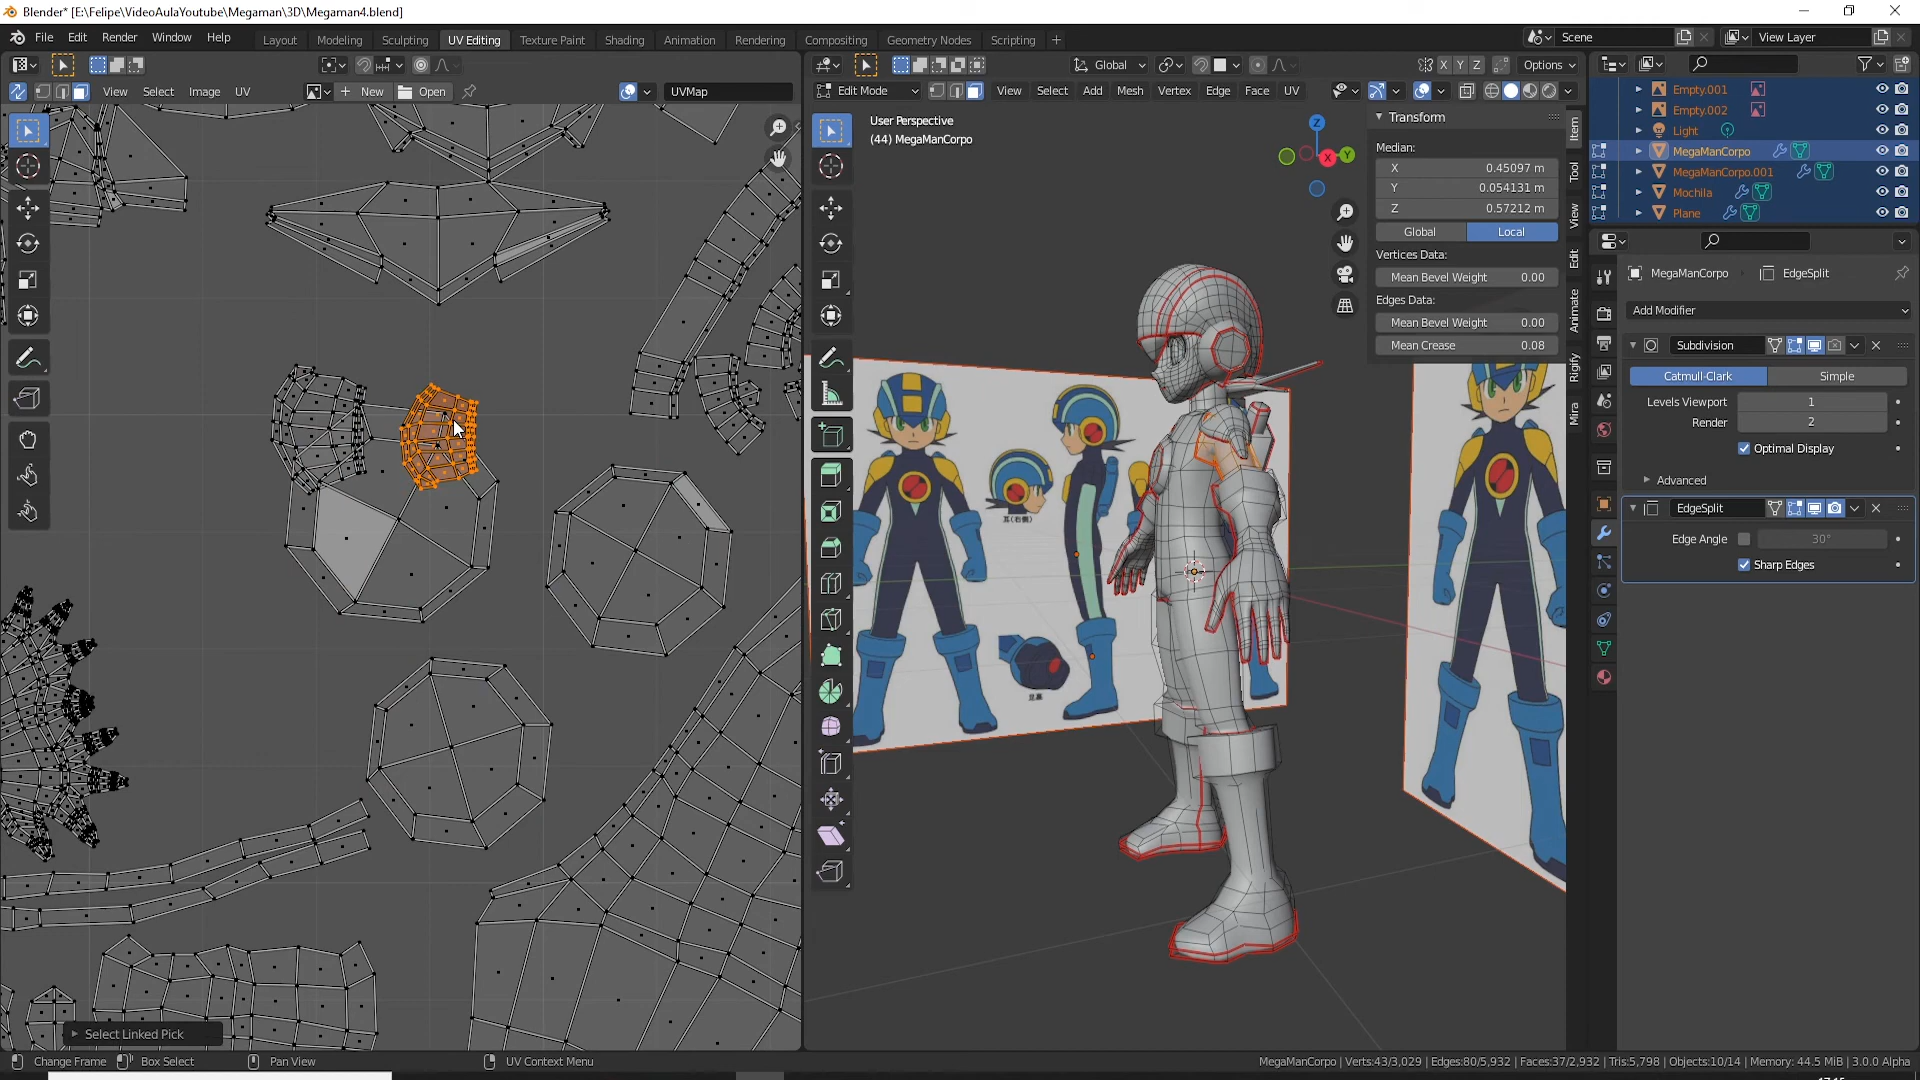 Blender* [E:\Felipe\VideoAulaYoutube\Megaman\3D\Megaman4.blend]
File Edit Render Window Help Layout Modeling Sculpting UV Editing Texture Paint Shading Animation Rendering Compositing Geometry Nodes Scripting + Scene View Layer
Global Options
View Select Image UV New Open UVMap Edit Mode View Select Add Mesh Vertex Edge Face UV
X Y Z
User Perspective
(44) MegaManCorpo
Z
X
Y
Transform
Median:
X 0.45097 m
Y 0.054131 m
Z 0.57212 m
Global Local
Vertices Data:
Mean Bevel Weight 0.00
Edges Data:
Mean Bevel Weight 0.00
Mean Crease 0.08
Item
Tool
View
Edit
Animate
Rigify
Mira
Empty.001
Empty.002
Light
MegaManCorpo
MegaManCorpo.001
Mochila
Plane
MegaManCorpo EdgeSplit
Add Modifier
Subdivision
Catmull-Clark Simple
Levels Viewport 1
Render 2
Optimal Display
Advanced
EdgeSplit
Edge Angle 30°
Sharp Edges
Select Linked Pick
Change Frame Box Select Pan View UV Context Menu
MegaManCorpo | Verts:43/3,029 | Edges:80/5,932 | Faces:37/2,932 | Tris:5,798 | Objects:10/14 | Memory: 44.5 MiB | 3.0.0 Alpha